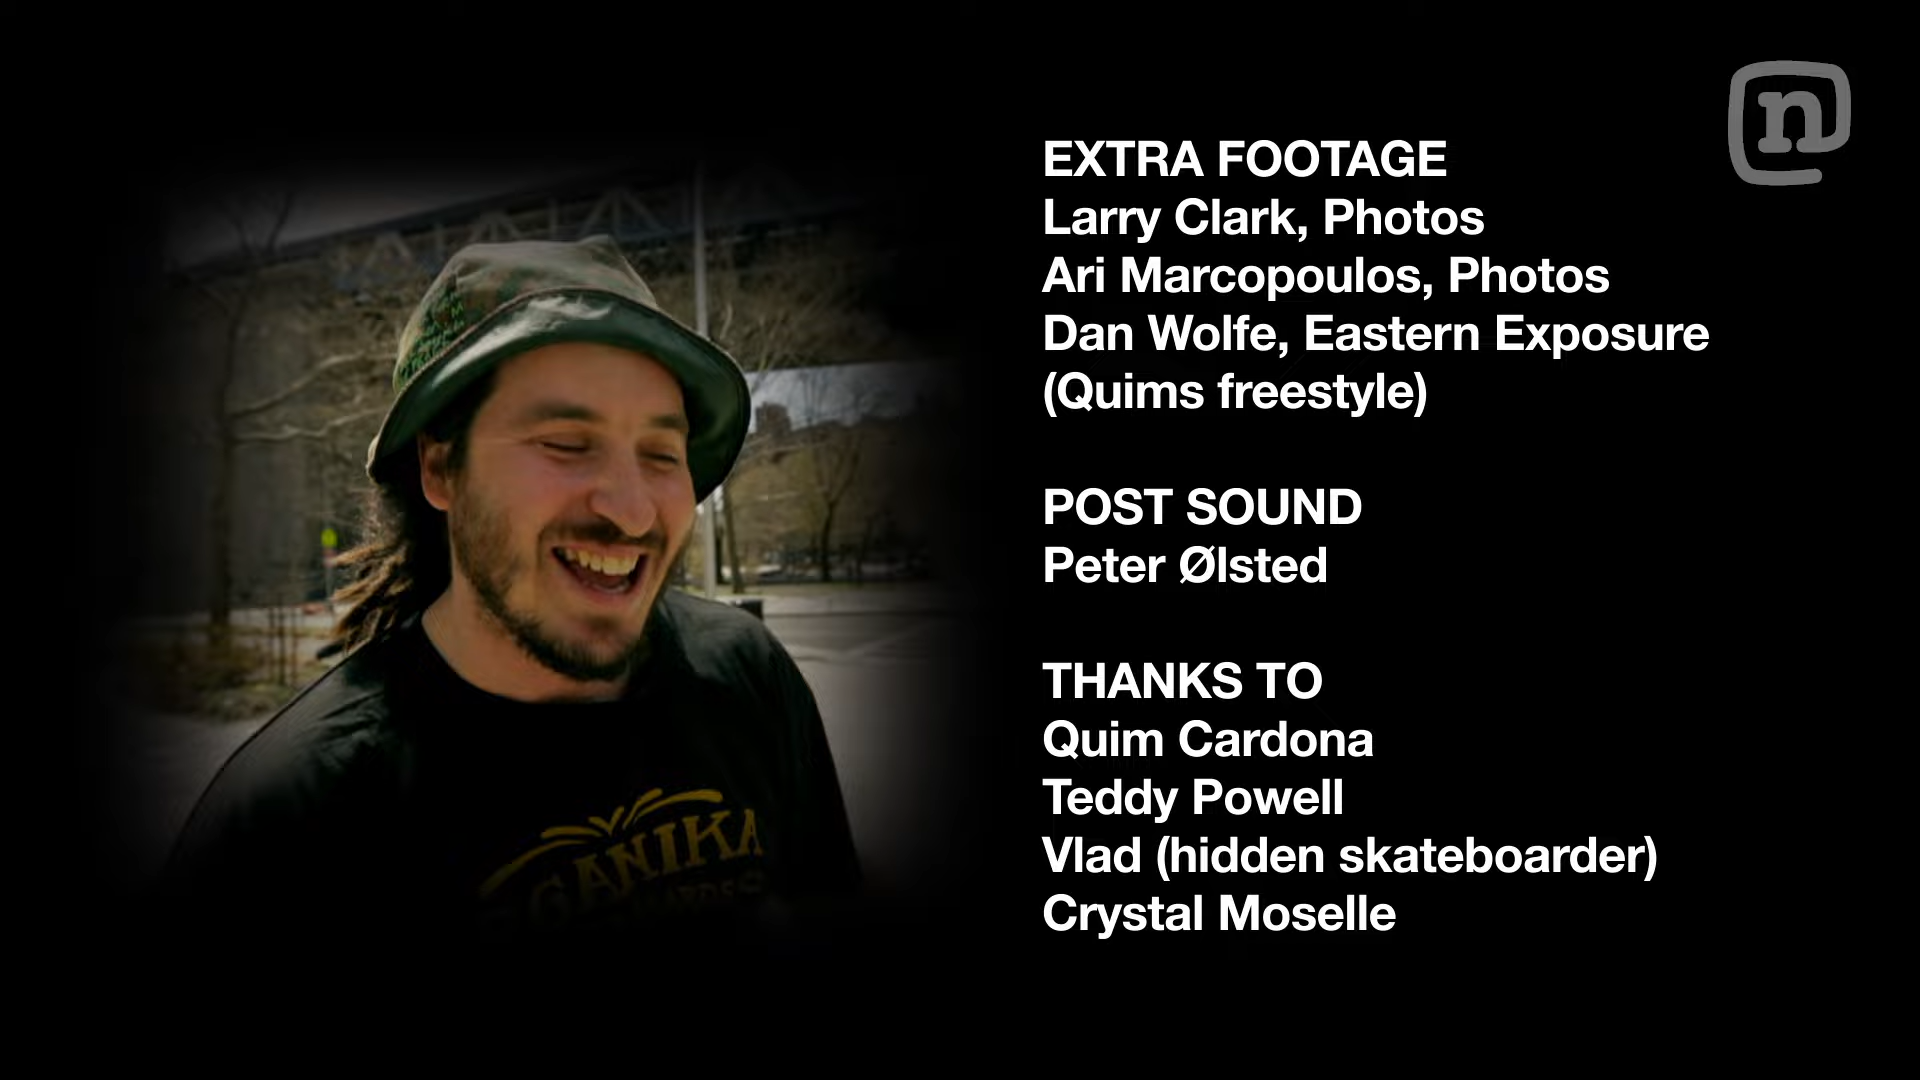 n
EXTRA FOOTAGE
Larry Clark, Photos
Ari Marcopoulos, Photos
Dan Wolfe, Eastern Exposure
(Quims freestyle)
POST SOUND
Peter Ølsted
THANKS TO
Quim Cardona
Teddy Powell
Vlad (hidden skateboarder)
Crystal Moselle
GANIKA